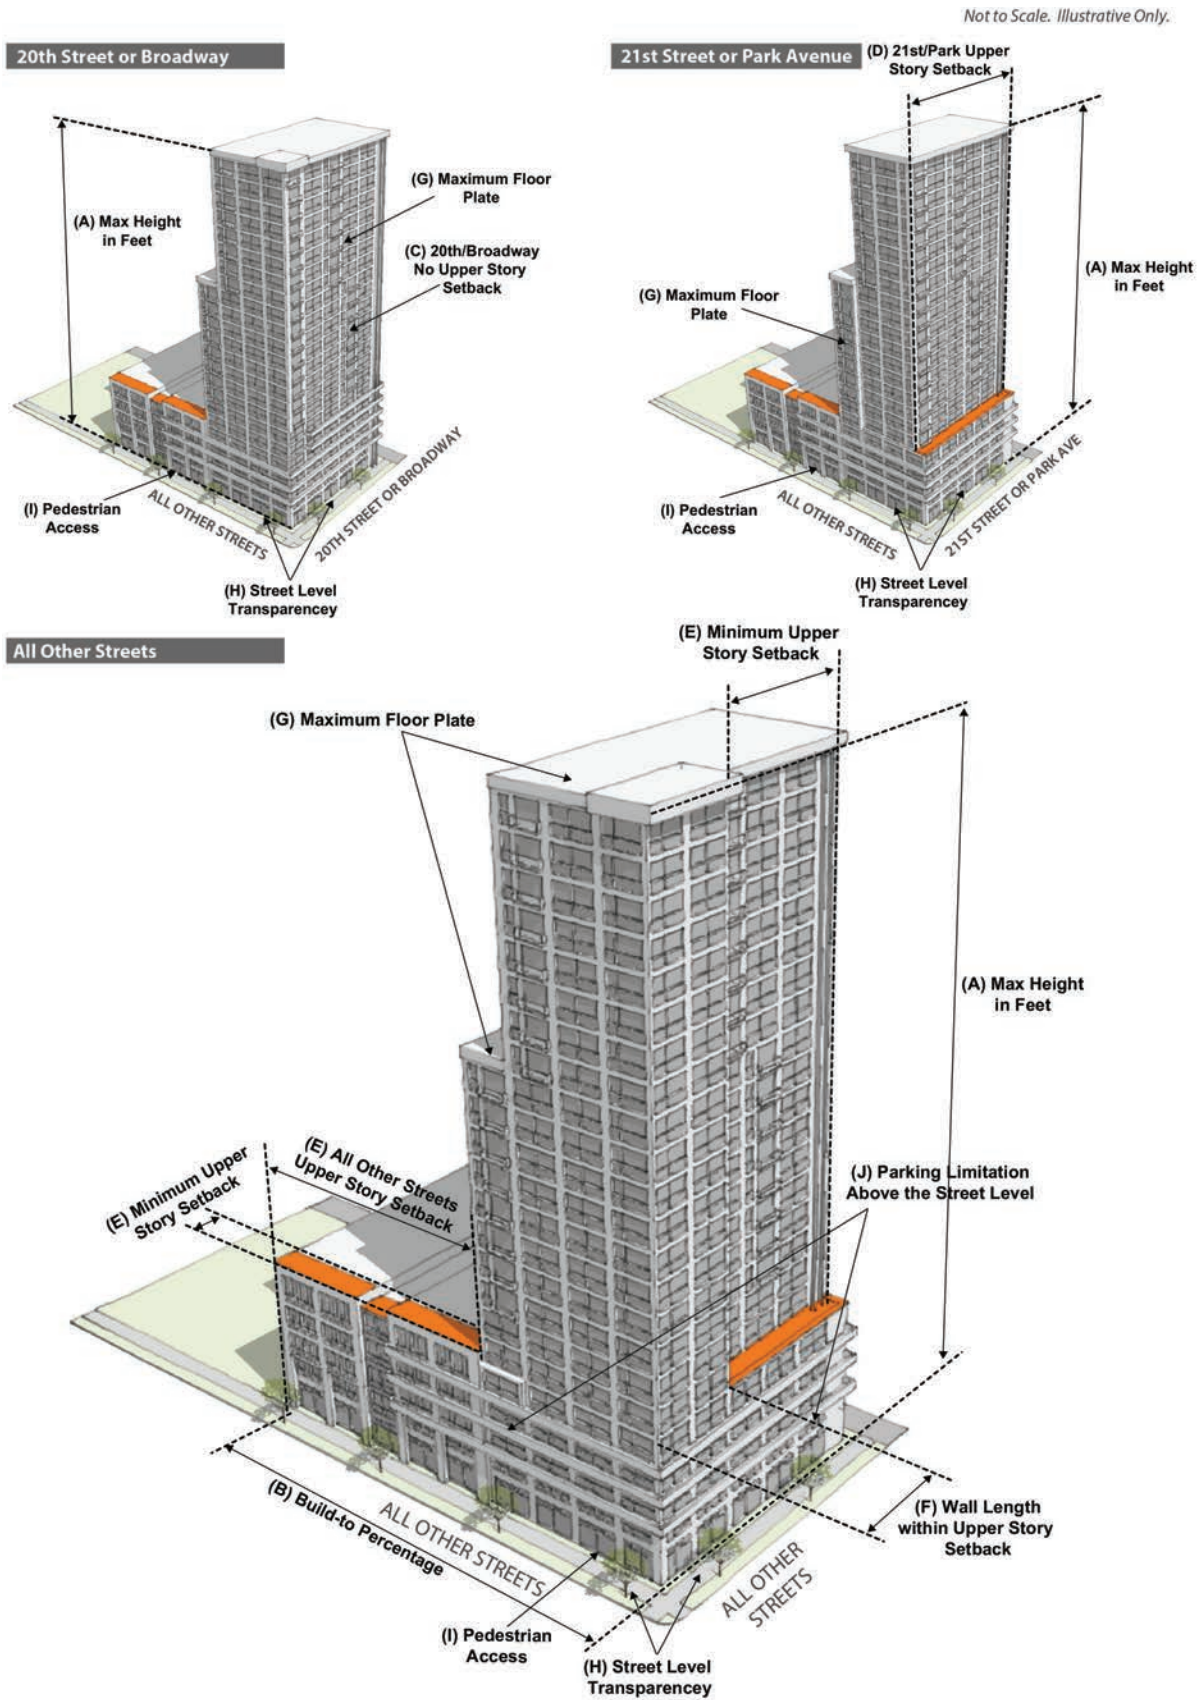 Not to Scale. Illustrative Only.
20th Street or Broadway
(A) Max Height
in Feet
(G) Maximum Floor
Plate
(C) 20th/Broadway
No Upper Story
Setback
(I) Pedestrian
Access
ALL OTHER STREETS
20TH STREET OR BROADWAY
(H) Street Level
Transparencey
21st Street or Park Avenue
(D) 21st/Park Upper
Story Setback
(G) Maximum Floor
Plate
(A) Max Height
in Feet
(I) Pedestrian
Access
ALL OTHER STREETS
21ST STREET OR PARK AVE
(H) Street Level
Transparencey
All Other Streets
(E) Minimum Upper
Story Setback
(G) Maximum Floor Plate
(A) Max Height
in Feet
(E) Minimum Upper
Story Setback
(E) All Other Streets
Upper Story Setback
(J) Parking Limitation
Above the Street Level
(B) Build-to Percentage
ALL OTHER STREETS
ALL OTHER
STREETS
(F) Wall Length
within Upper Story
Setback
(I) Pedestrian
Access
(H) Street Level
Transparencey